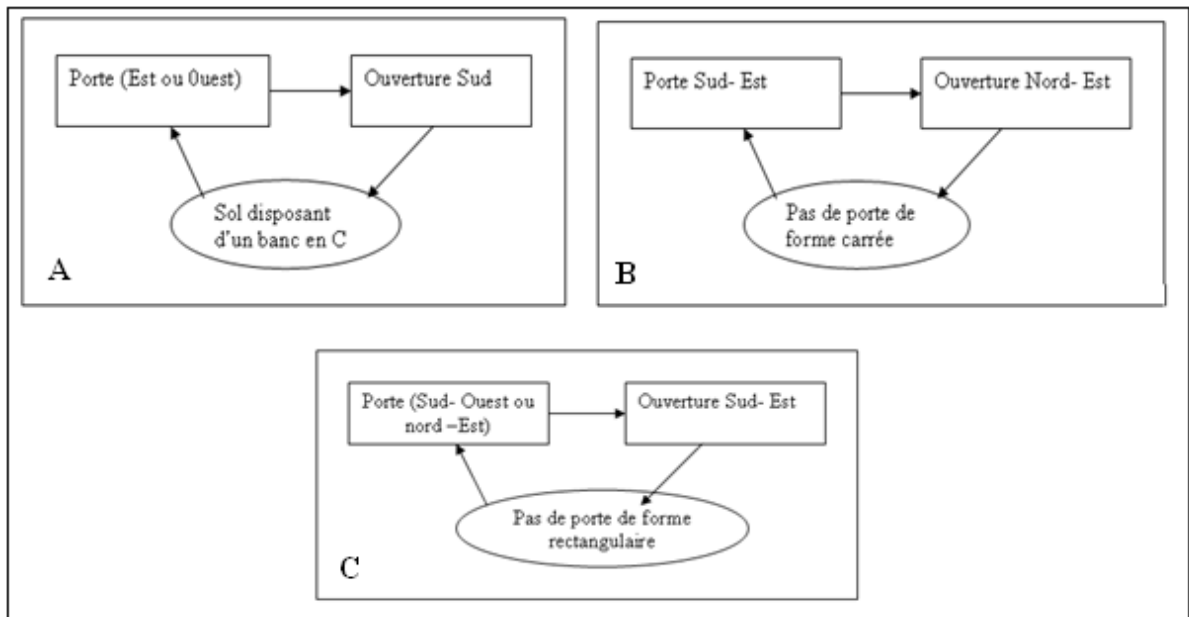 Porte (Est ou 0uest)
Ouverture Sud
Sol disposant
d'un banc en C
A
Porte Sud- Est
Ouverture Nord- Est
Pas de porte de
forme carrée
B
Porte (Sud- Ouest ou
nord –Est)
Ouverture Sud- Est
Pas de porte de forme
rectangulaire
C